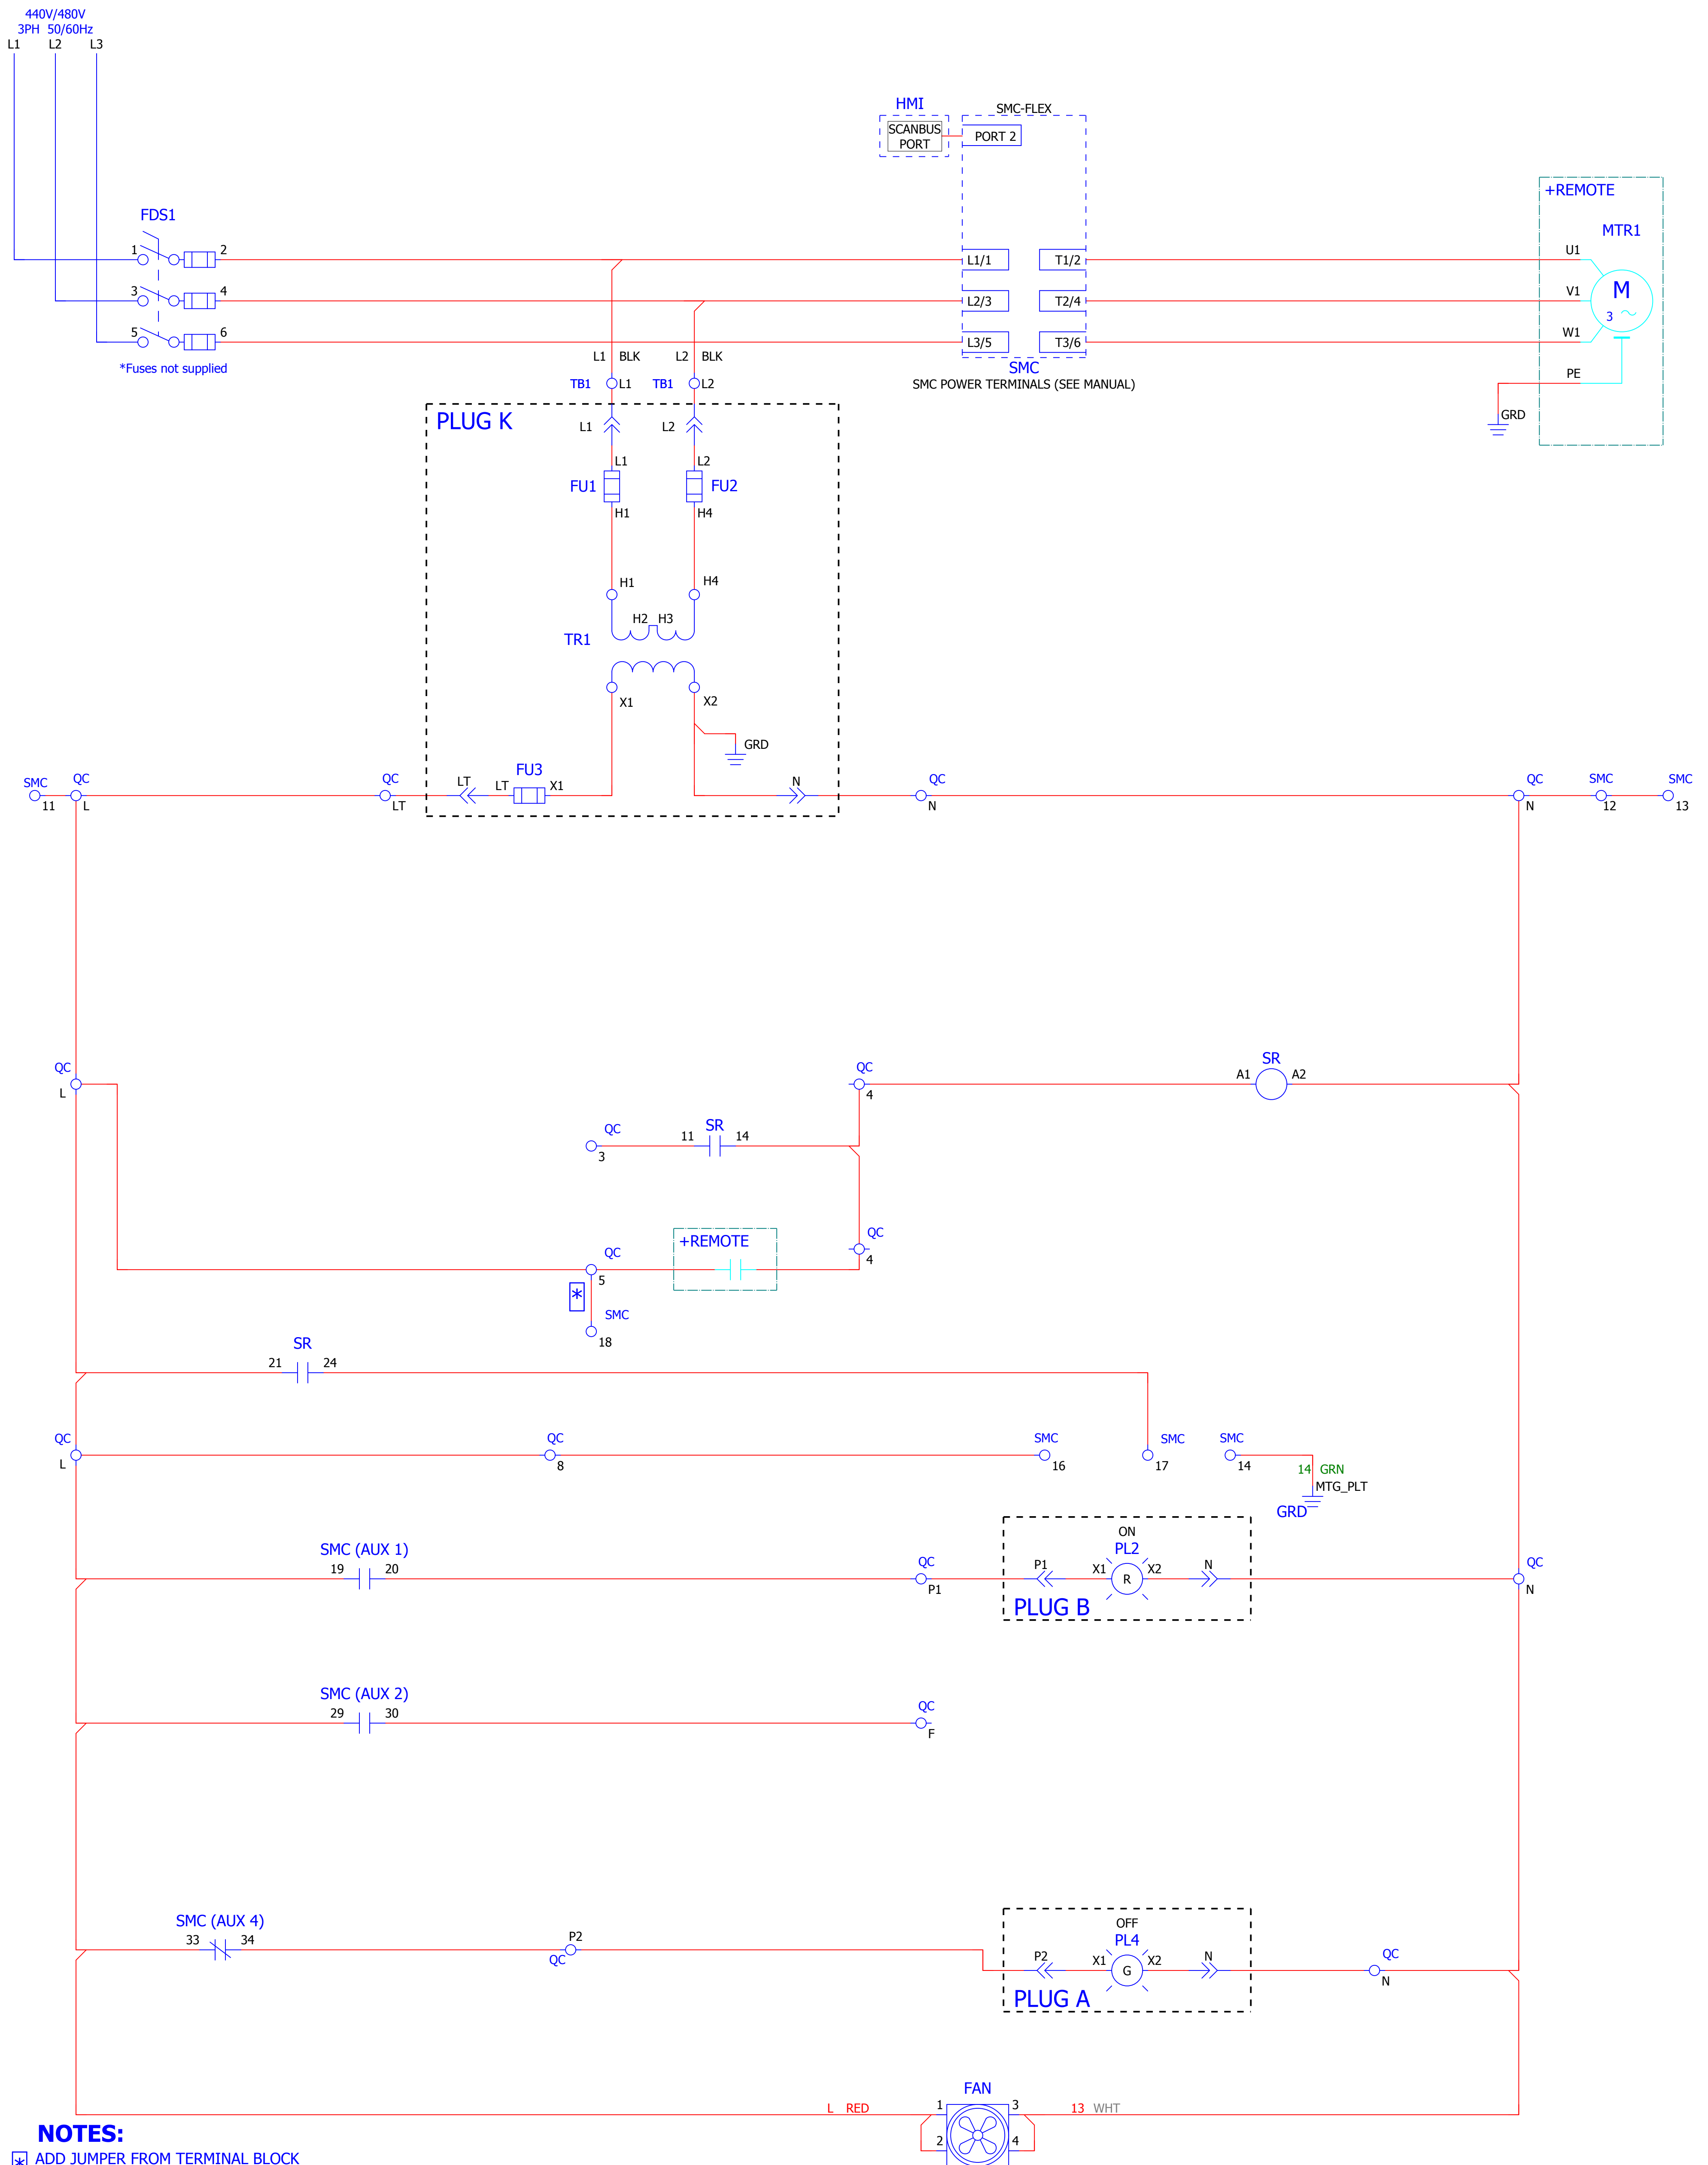 440V/480V
3PH 50/60Hz
L1 L2 L3
HMI
SMC-FLEX
SCANBUS
PORT
PORT 2
+REMOTE
MTR1
FDS1
1 2
L1/1 T1/2
U1
3 4
L2/3 T2/4
V1
M
3
5 6
L3/5 T3/6
W1
*Fuses not supplied
L1 BLK L2 BLK
SMC
SMC POWER TERMINALS (SEE MANUAL)
PE
GRD
TB1 L1 TB1 L2
PLUG K
L1 L2
L1 L2
FU1 FU2
H1 H4
H1 H4
H2 H3
TR1
X1 X2
GRD
SMC QC QC FU3 QC QC SMC SMC
LT LT X1 N
11 L LT N N 12 13
QC QC SR
A1 A2
L 4
QC SR
11 14
3
QC
4
QC +REMOTE
5
*
SMC
18
SR
21 24
QC QC SMC SMC SMC
L 8 16 17 14
14 GRN
MTG_PLT
GRD
ON
SMC (AUX 1) PL2
19 20 QC P1 X1 R X2 N QC
P1 N
PLUG B
SMC (AUX 2)
29 30 QC
F
OFF
SMC (AUX 4) PL4
33 34 P2
QC
P2 X1 G X2 N QC
N
PLUG A
FAN
L RED 1 3 13 WHT
2 4
NOTES:
* ADD JUMPER FROM TERMINAL BLOCK